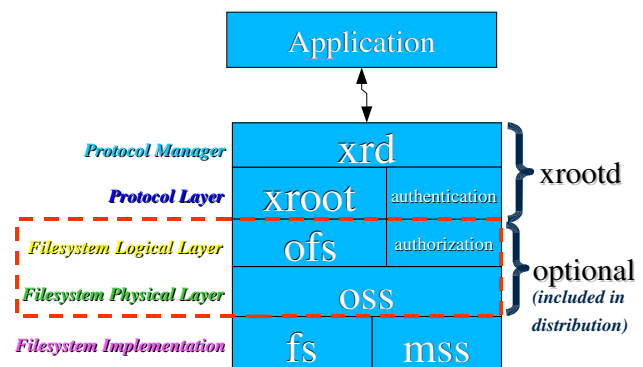 Application
Protocol Manager
xrd
xrootd
Protocol Layer
xroot
authentication
Filesystem Logical Layer
ofs
authorization
optional
(included in
distribution)
Filesystem Physical Layer
oss
Filesystem Implementation
fs
mss